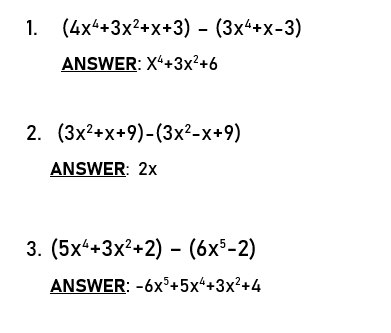 1. (4x⁴+3x²+x+3) – (3x⁴+x-3)
ANSWER: X⁴+3x²+6
2. (3x²+x+9)-(3x²-x+9)
ANSWER: 2x
3. (5x⁴+3x²+2) – (6x⁵-2)
ANSWER: -6x⁵+5x⁴+3x²+4